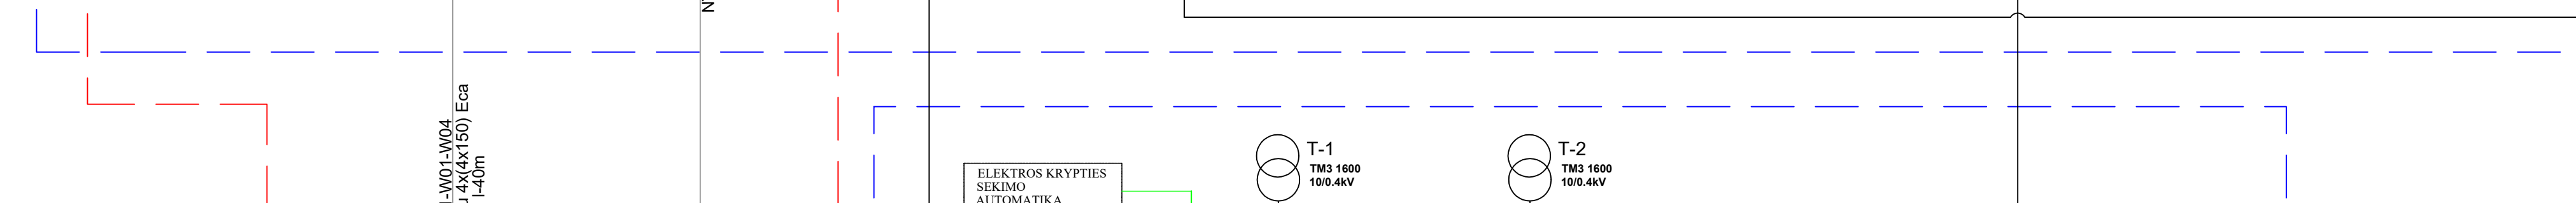 -W01-W04
4x(4x150) Eca
l-40m
ELEKTROS KRYPTIES
SEKIMO
AUTOMATIKA
T-1
TM3 1600
10/0.4kV
T-2
TM3 1600
10/0.4kV